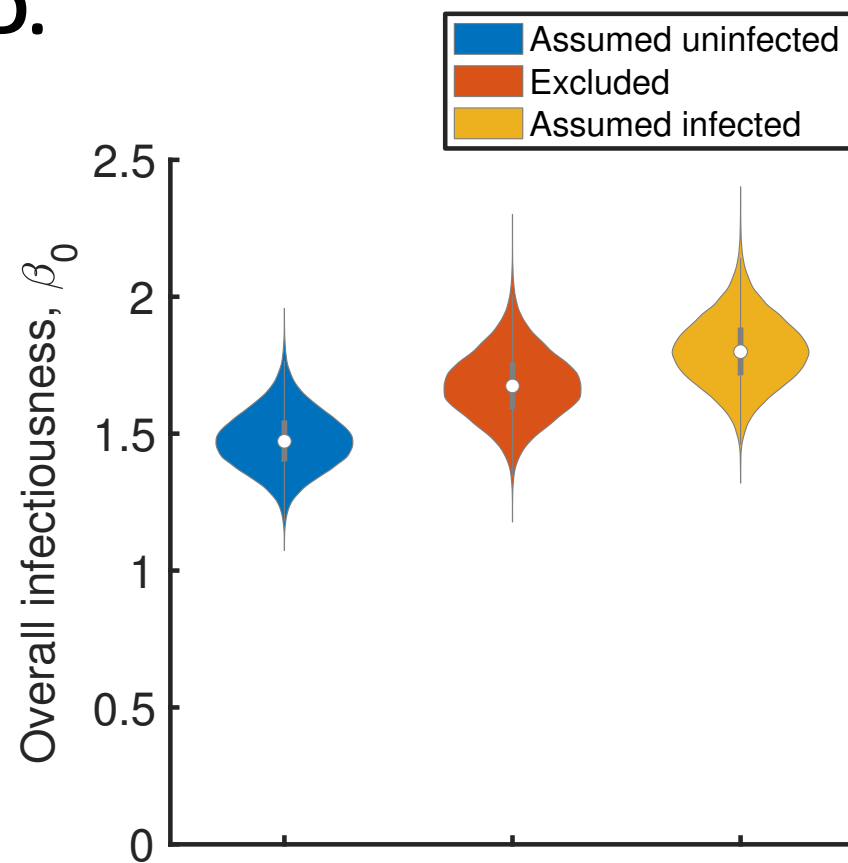 Assumed uninfected
Excluded
Assumed infected
2.5
2
1.5
1
0.5
0
Overall infectiousness, β₀